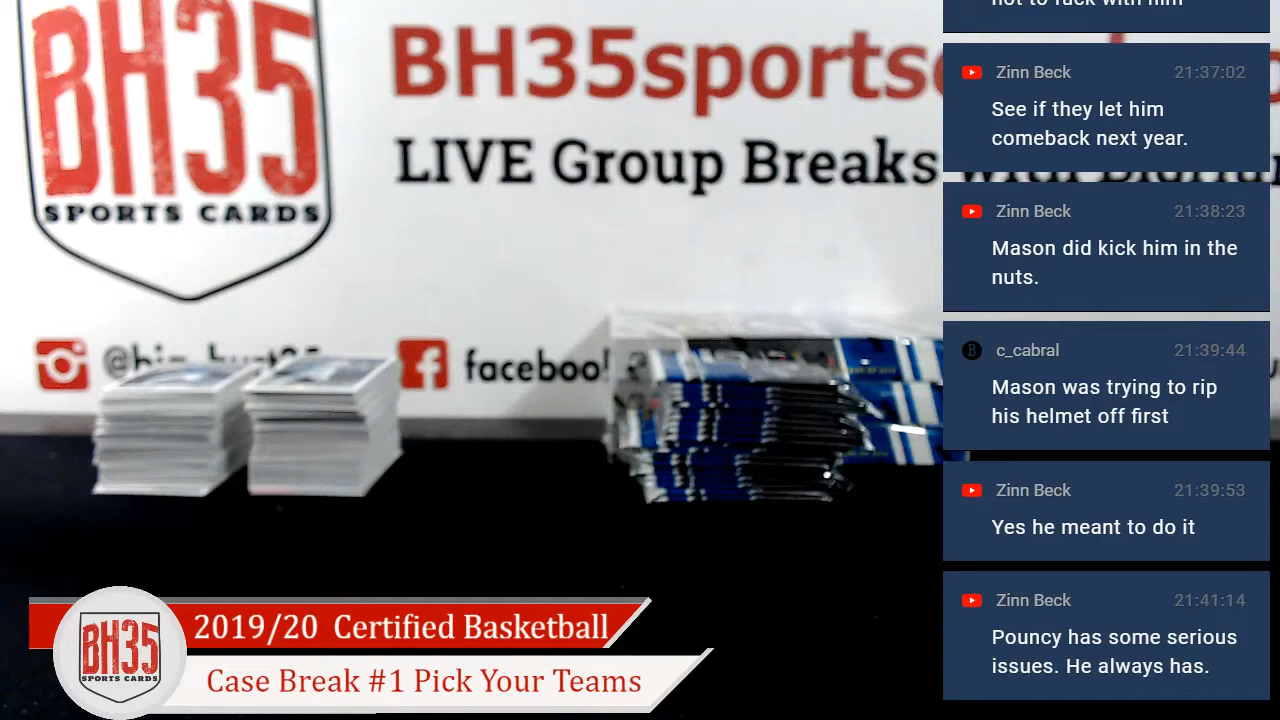 BH35
SPORTS CARDS
BH35sportsc
LIVE Group Breaks with
facebook
2019/20 Certified Basketball
Case Break #1 Pick Your Teams
BH35
SPORTS CARDS
Zinn Beck 21:37:02
See if they let him
comeback next year.
Zinn Beck 21:38:23
Mason did kick him in the
nuts.
c_cabral 21:39:44
Mason was trying to rip
his helmet off first
Zinn Beck 21:39:53
Yes he meant to do it
Zinn Beck 21:41:14
Pouncy has some serious
issues. He always has.